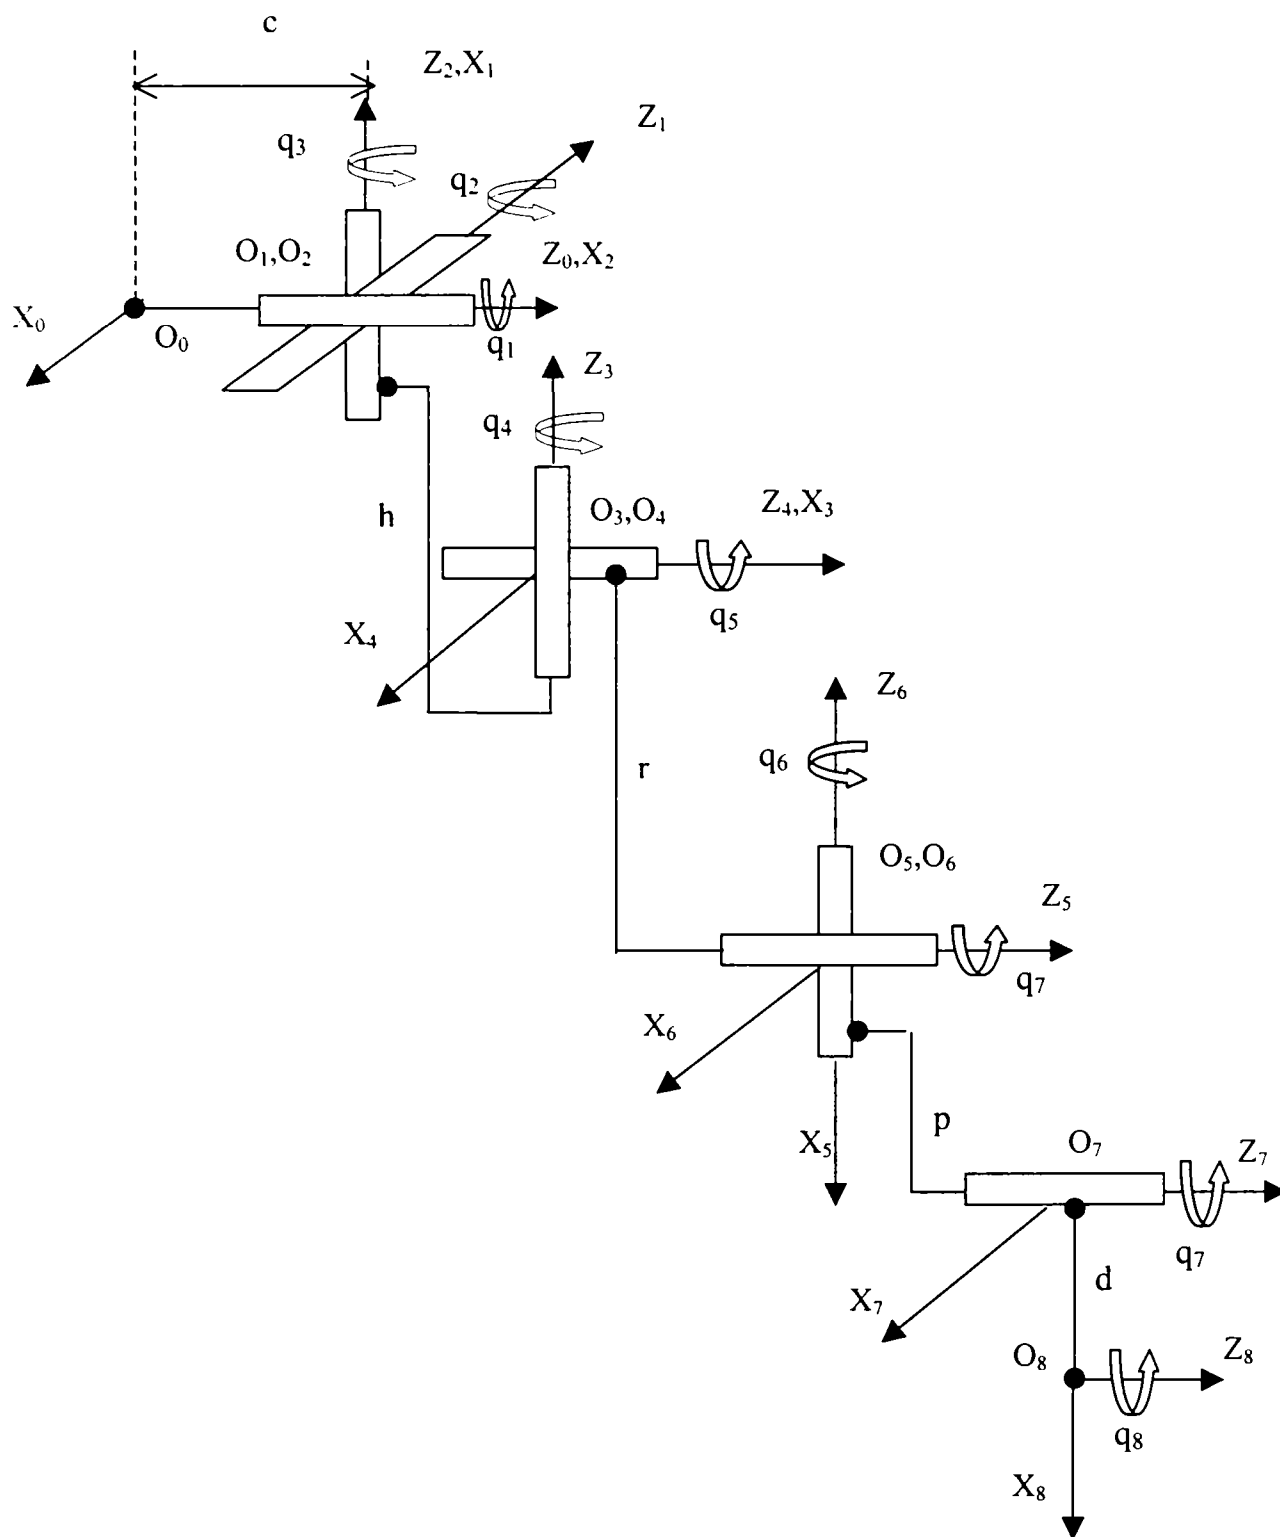 c
Z₂,X₁
Z₁
q₃
q₂
O₁,O₂
Z₀,X₂
X₀
O₀
q₁
Z₃
q₄
h
O₃,O₄
Z₄,X₃
q₅
X₄
Z₆
q₆
r
O₅,O₆
Z₅
q₇
X₆
X₅
p
O₇
Z₇
q₇
d
X₇
O₈
Z₈
q₈
X₈